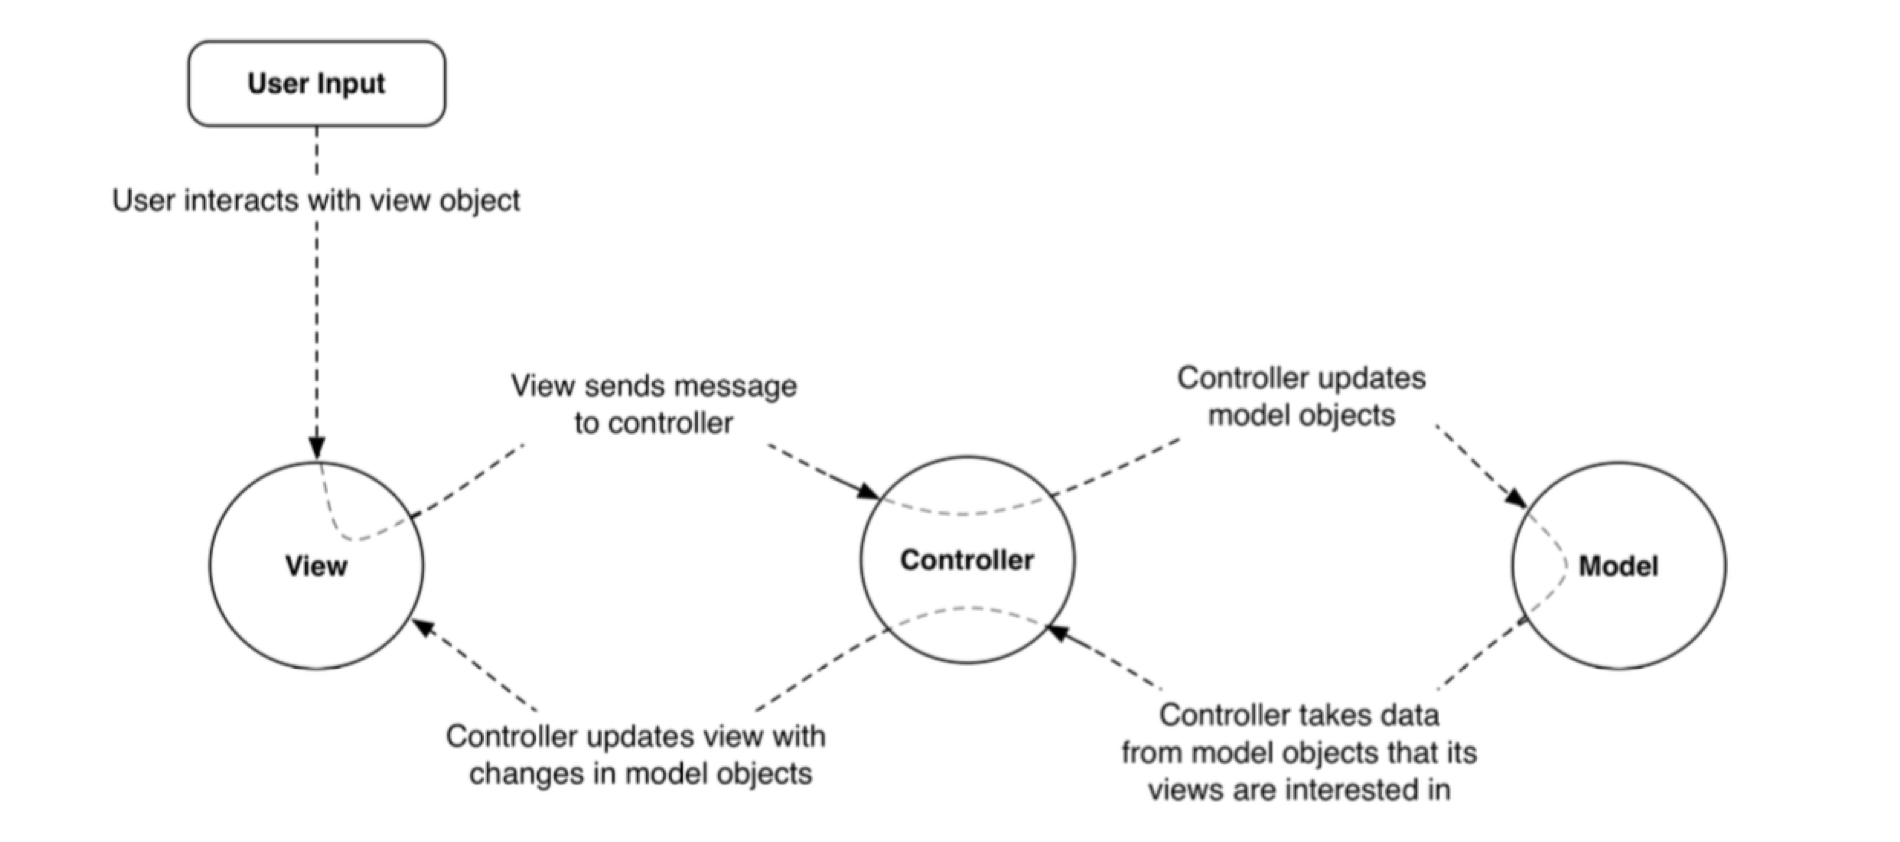 User Input
User interacts with view object
View sends message
to controller
Controller updates
model objects
View
Controller
Model
Controller updates view with
changes in model objects
Controller takes data
from model objects that its
views are interested in